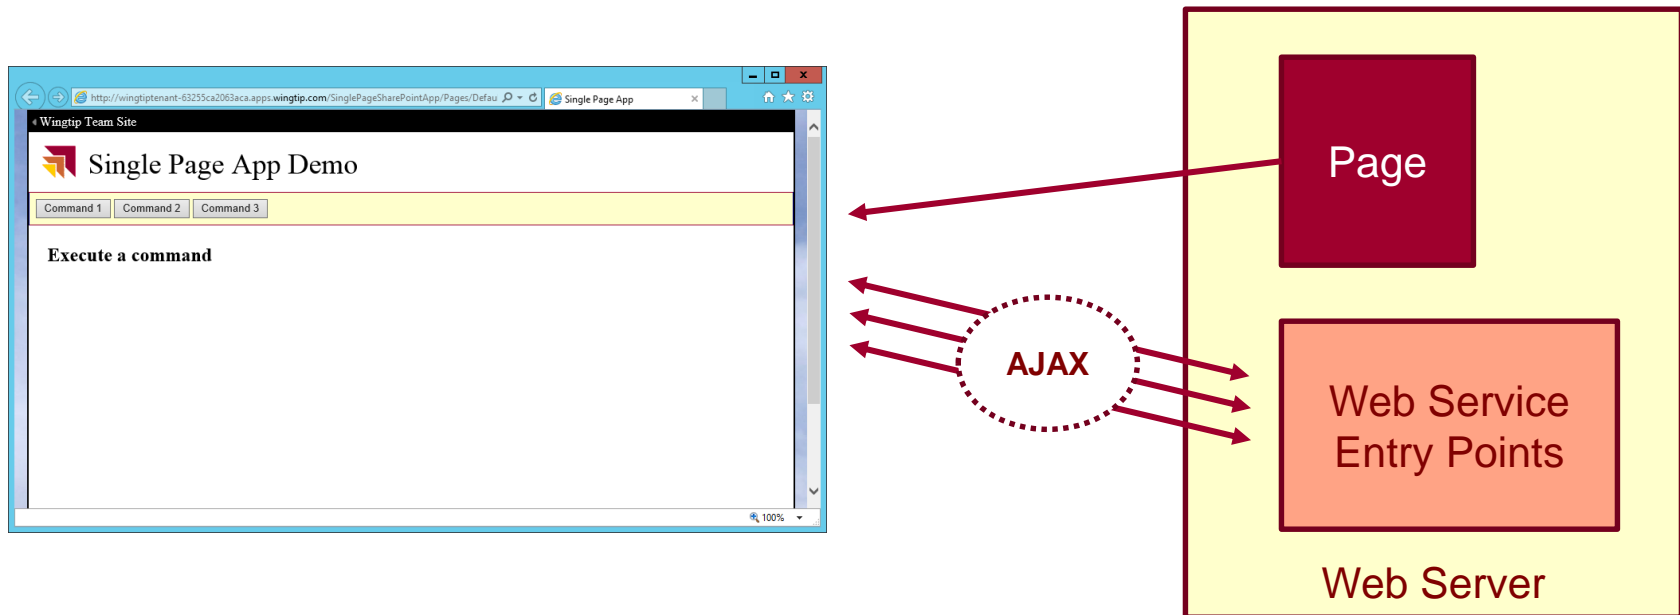 http://wingtiptenant-63255ca2063aca.apps.wingtip.com/SinglePageSharePointApp/Pages/Defau
Single Page App
Wingtip Team Site
Single Page App Demo
Command 1 Command 2 Command 3
Execute a command
100%
AJAX
Page
Web Service
Entry Points
Web Server